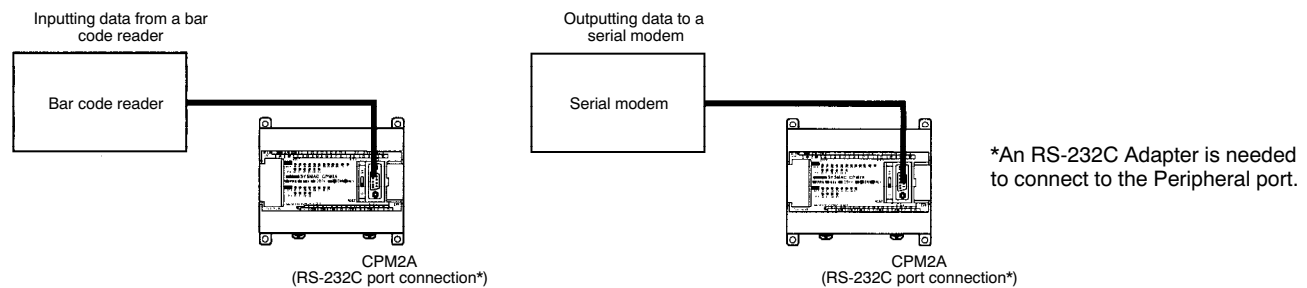 Inputting data from a bar
code reader
Bar code reader
CPM2A
(RS-232C port connection*)
Outputting data to a
serial modem
Serial modem
CPM2A
(RS-232C port connection*)
*An RS-232C Adapter is needed
to connect to the Peripheral port.